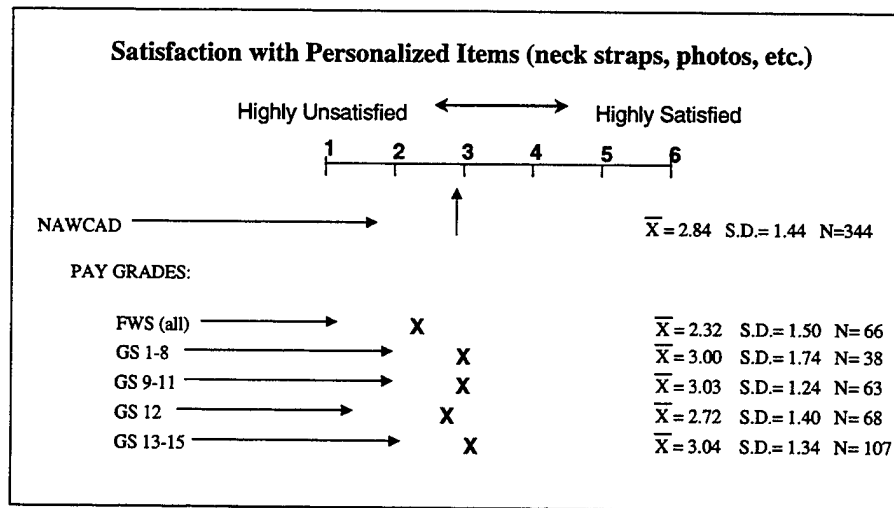 Satisfaction with Personalized Items (neck straps, photos, etc.)
Highly Unsatisfied Highly Satisfied
1 2 3 4 5 6
NAWCAD X̅ = 2.84 S.D.= 1.44 N=344
PAY GRADES:
FWS (all) X X̅ = 2.32 S.D.= 1.50 N= 66
GS 1-8 X X̅ = 3.00 S.D.= 1.74 N= 38
GS 9-11 X X̅ = 3.03 S.D.= 1.24 N= 63
GS 12 X X̅ = 2.72 S.D.= 1.40 N= 68
GS 13-15 X X̅ = 3.04 S.D.= 1.34 N= 107